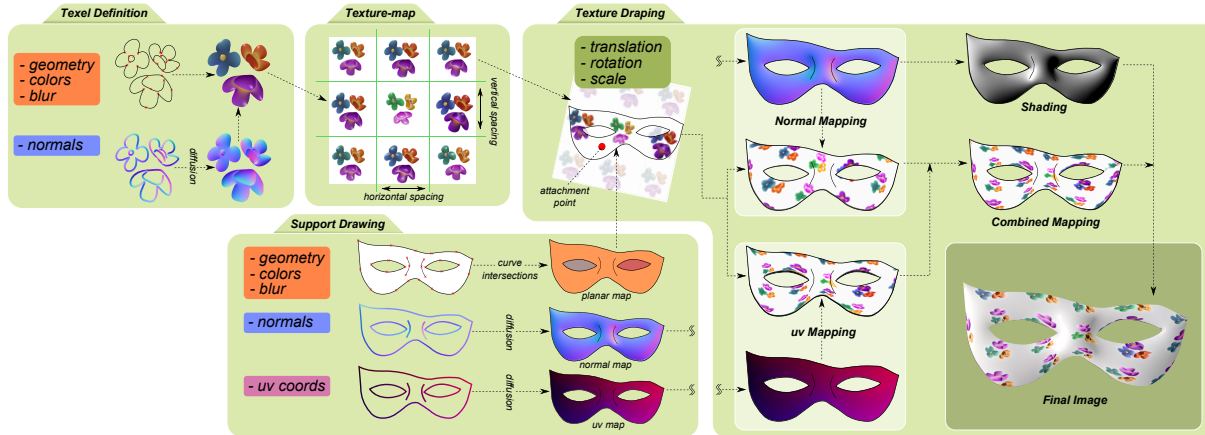 Texel Definition
- geometry
- colors
- blur
- normals
diffusion
Texture-map
vertical spacing
horizontal spacing
Texture Draping
- translation
- rotation
- scale
attachment
point
Normal Mapping
Shading
Combined Mapping
uv Mapping
Final Image
Support Drawing
- geometry
- colors
- blur
curve
intersections
planar map
- normals
diffusion
normal map
- uv coords
diffusion
uv map